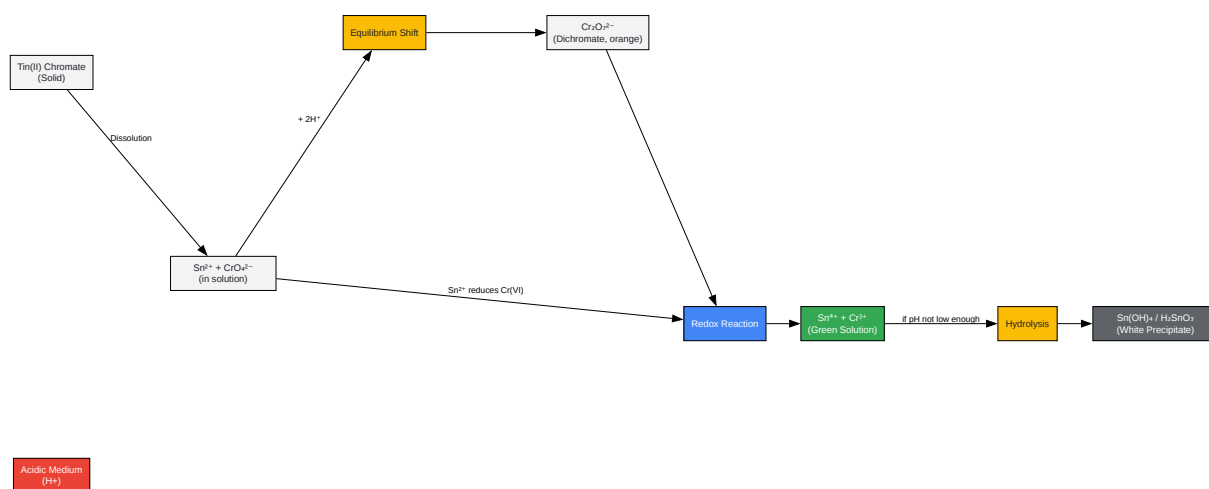 Equilibrium Shift
Cr₂O₇²⁻
(Dichromate, orange)
Tin(II) Chromate
(Solid)
+ 2H⁺
Dissolution
Sn²⁺ + CrO₄²⁻
(in solution)
Sn²⁺ reduces Cr(VI)
Redox Reaction
Sn⁴⁺ + Cr³⁺
(Green Solution)
if pH not low enough
Hydrolysis
Sn(OH)₄ / H₂SnO₃
(White Precipitate)
Acidic Medium
(H+)